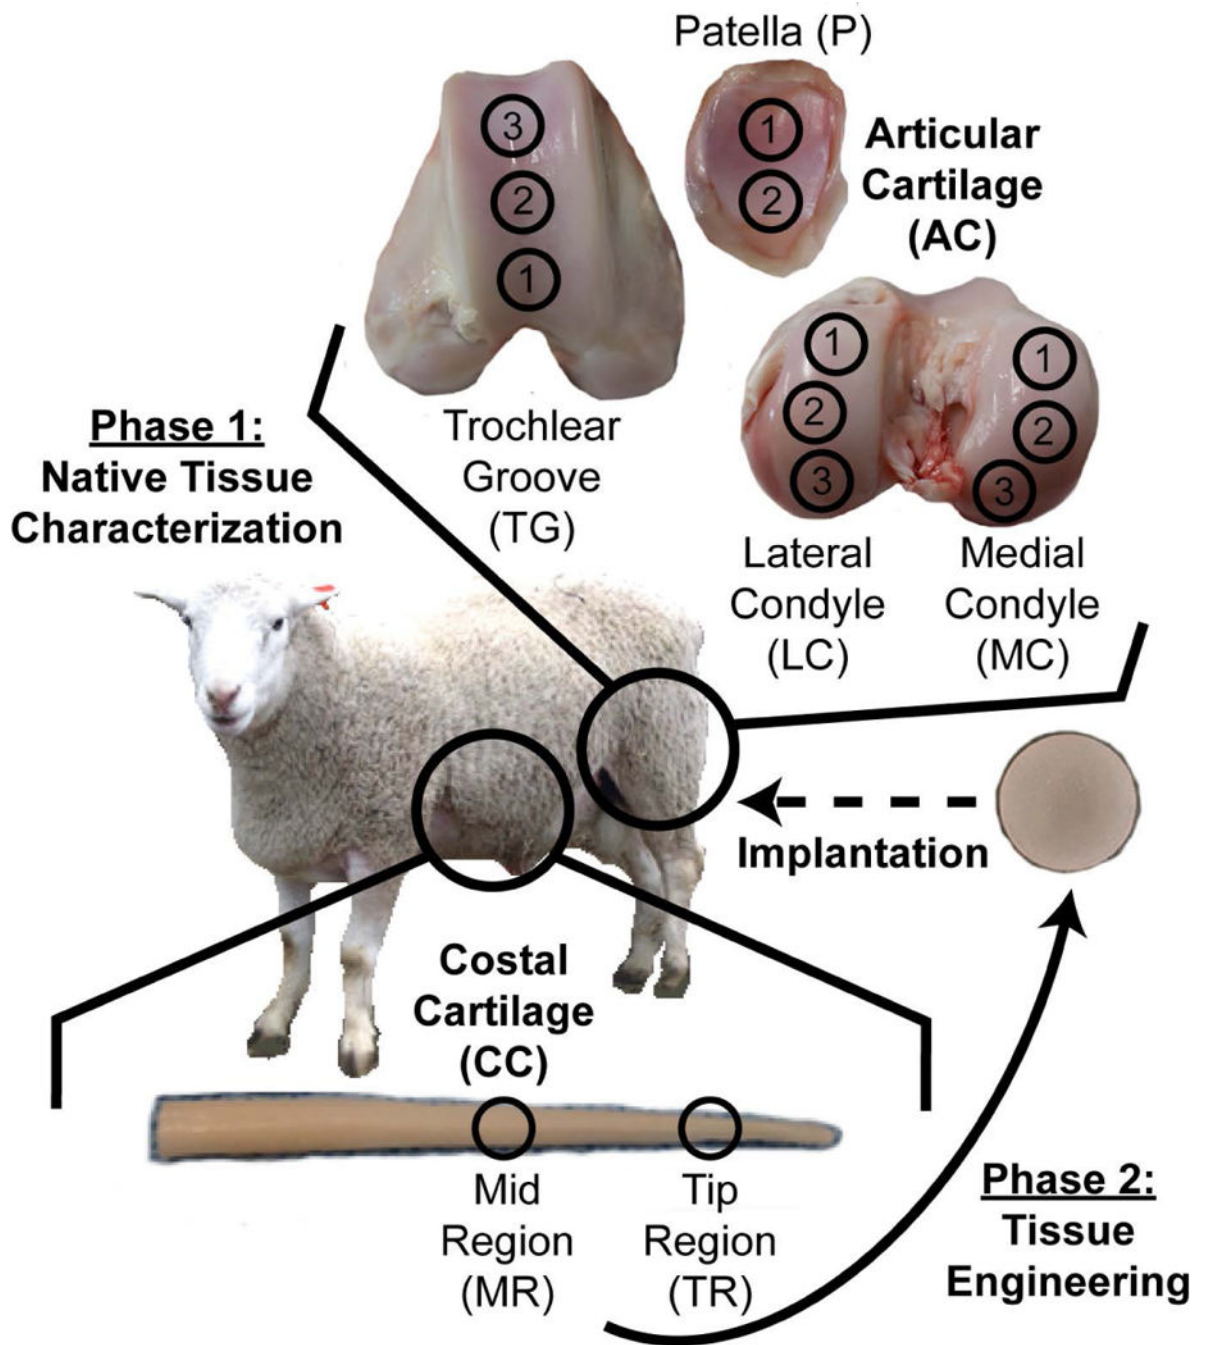 Patella (P)
3
2
1
1
2
Articular
Cartilage
(AC)
1
2
3
1
2
3
Phase 1:
Native Tissue
Characterization
Trochlear
Groove
(TG)
Lateral
Condyle
(LC)
Medial
Condyle
(MC)
Implantation
Costal
Cartilage
(CC)
Mid
Region
(MR)
Tip
Region
(TR)
Phase 2:
Tissue
Engineering